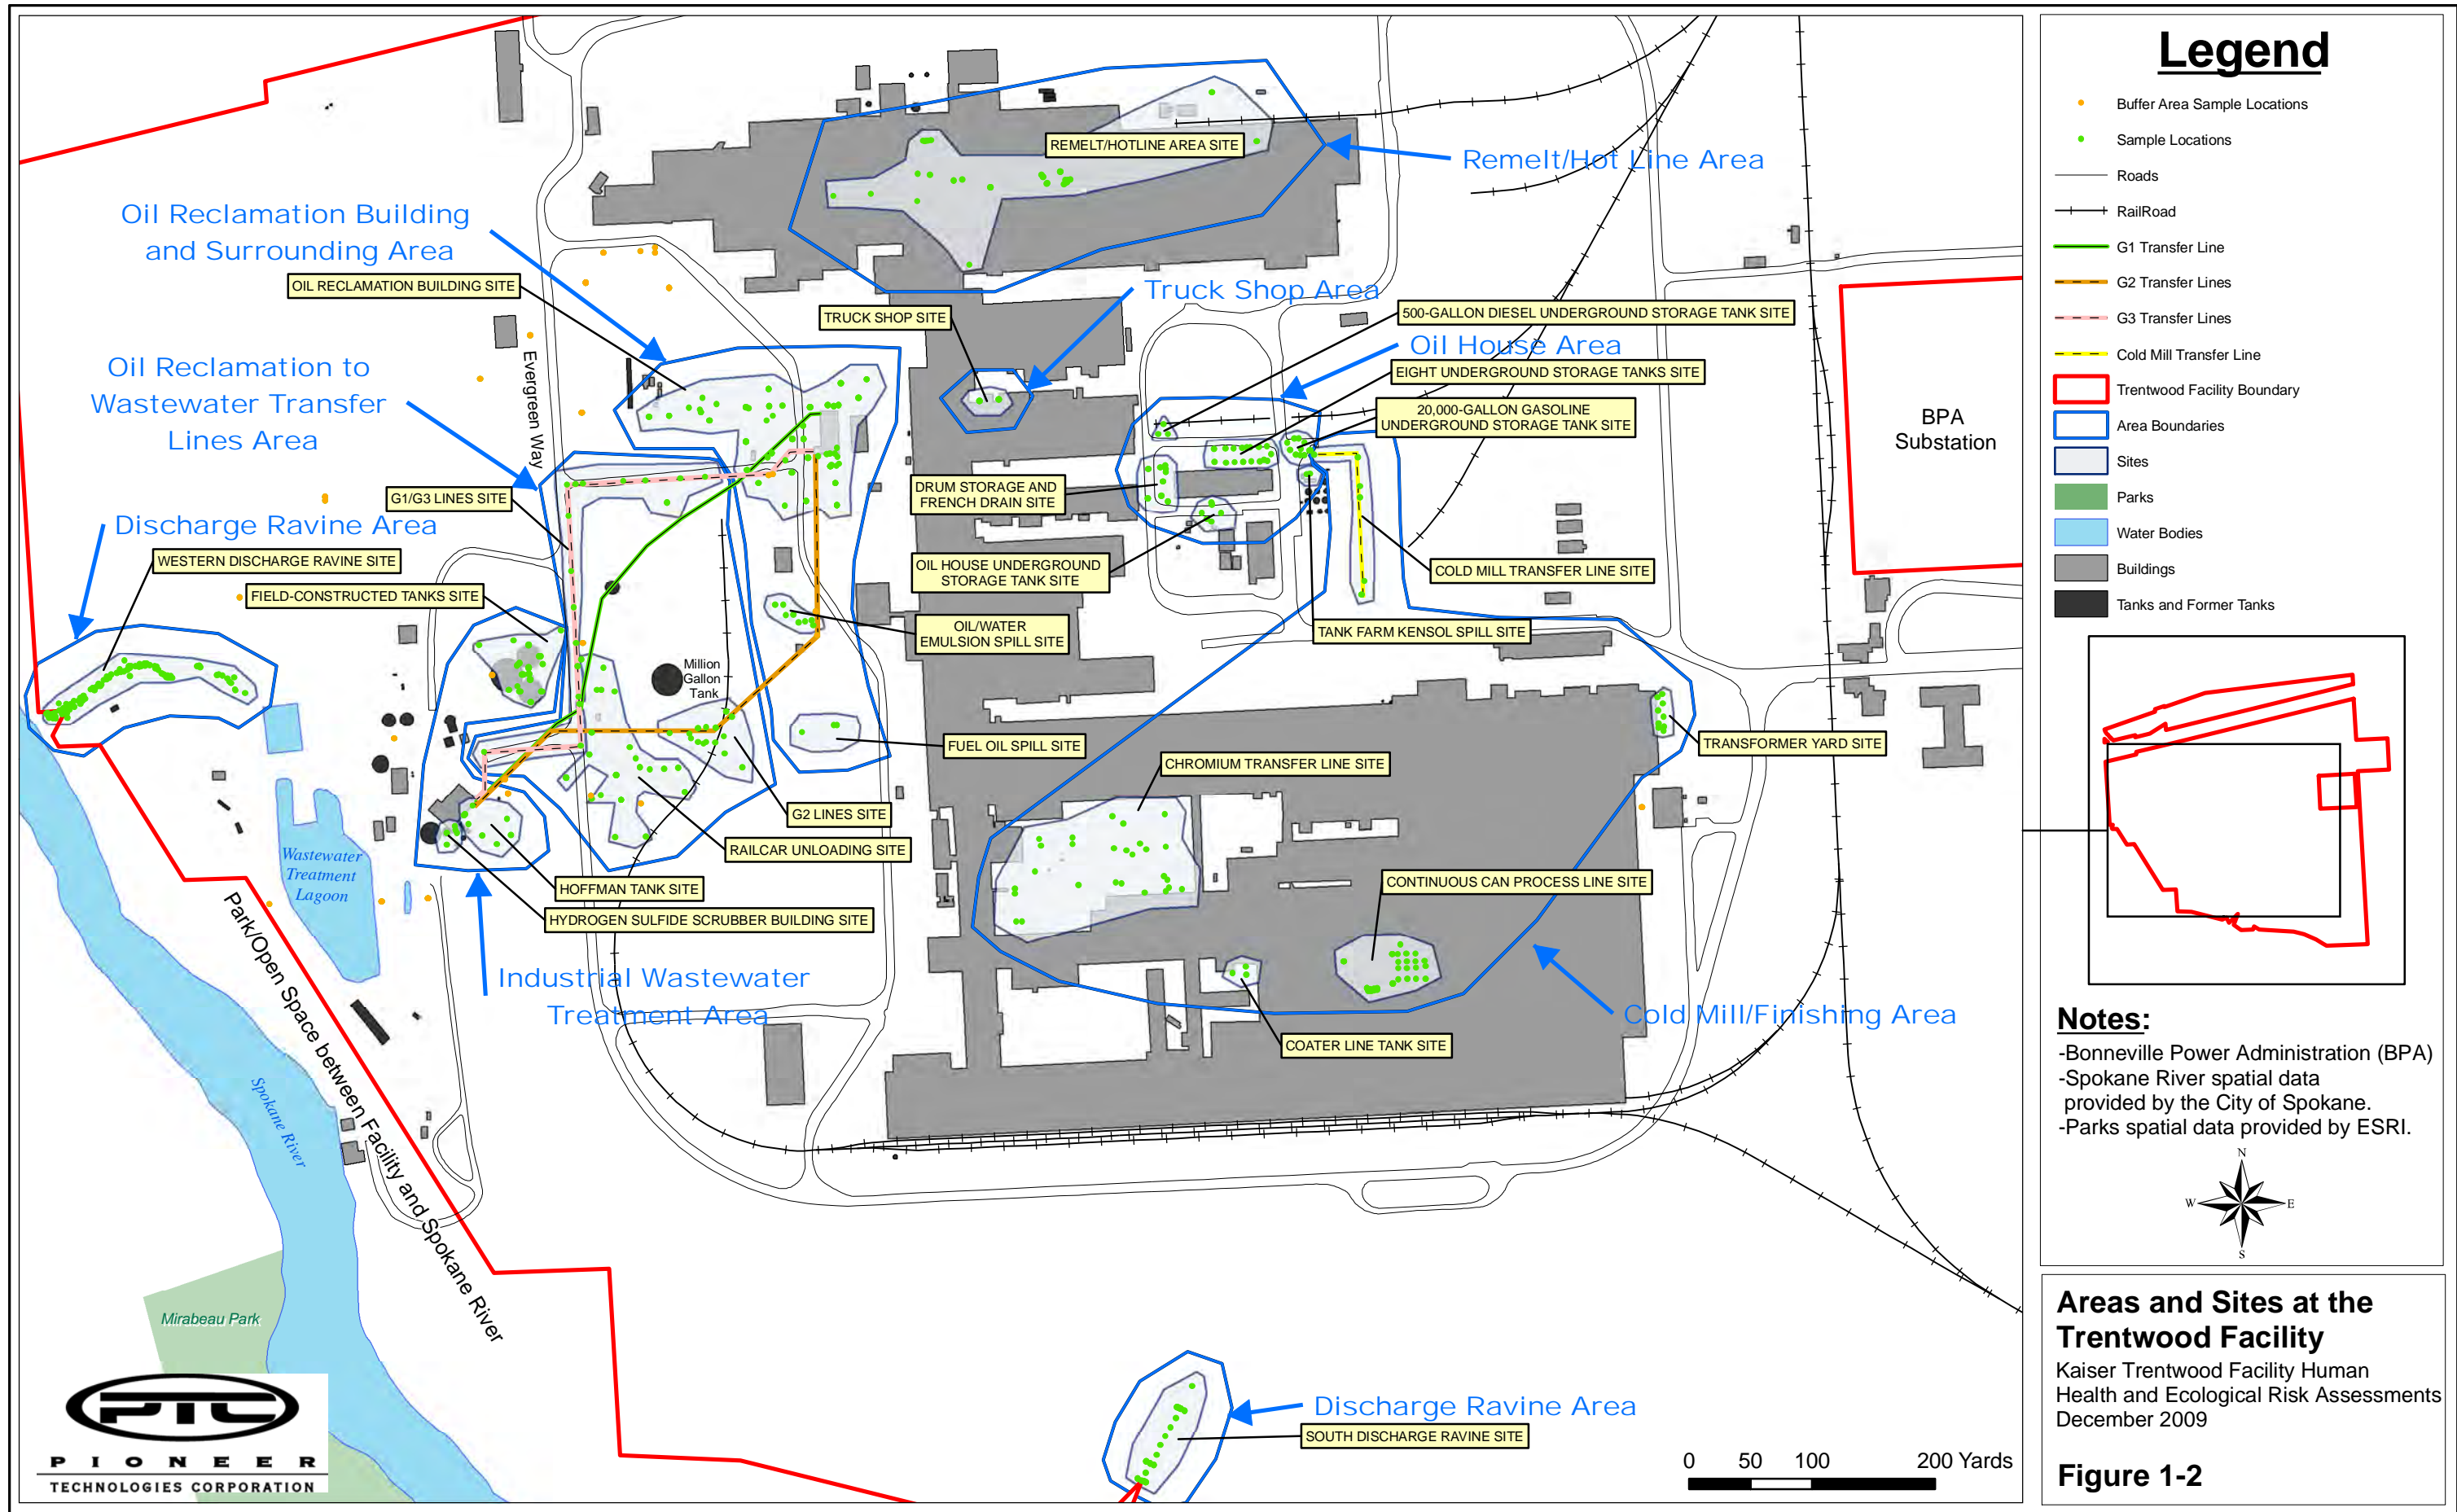 REMELT/HOTLINE AREA SITE
Remelt/Hot Line Area
Oil Reclamation Building
and Surrounding Area
OIL RECLAMATION BUILDING SITE
Truck Shop Area
TRUCK SHOP SITE
500-GALLON DIESEL UNDERGROUND STORAGE TANK SITE
Oil House Area
EIGHT UNDERGROUND STORAGE TANKS SITE
20,000-GALLON GASOLINE
UNDERGROUND STORAGE TANK SITE
BPA
Substation
Evergreen Way
Oil Reclamation to
Wastewater Transfer
Lines Area
G1/G3 LINES SITE
DRUM STORAGE AND
FRENCH DRAIN SITE
Discharge Ravine Area
WESTERN DISCHARGE RAVINE SITE
FIELD-CONSTRUCTED TANKS SITE
OIL HOUSE UNDERGROUND
STORAGE TANK SITE
COLD MILL TRANSFER LINE SITE
OIL/WATER
EMULSION SPILL SITE
TANK FARM KENSOL SPILL SITE
Million
Gallon
Tank
FUEL OIL SPILL SITE
TRANSFORMER YARD SITE
CHROMIUM TRANSFER LINE SITE
G2 LINES SITE
RAILCAR UNLOADING SITE
Wastewater
Treatment
Lagoon
HOFFMAN TANK SITE
CONTINUOUS CAN PROCESS LINE SITE
HYDROGEN SULFIDE SCRUBBER BUILDING SITE
Industrial Wastewater
Treatment Area
Cold Mill/Finishing Area
COATER LINE TANK SITE
Park/Open Space between Facility and Spokane River
Spokane River
Mirabeau Park
Discharge Ravine Area
SOUTH DISCHARGE RAVINE SITE
0 50 100 200 Yards
PTC
PIONEER
TECHNOLOGIES CORPORATION
Legend
Buffer Area Sample Locations
Sample Locations
Roads
RailRoad
G1 Transfer Line
G2 Transfer Lines
G3 Transfer Lines
Cold Mill Transfer Line
Trentwood Facility Boundary
Area Boundaries
Sites
Parks
Water Bodies
Buildings
Tanks and Former Tanks
Notes:
-Bonneville Power Administration (BPA)
-Spokane River spatial data
provided by the City of Spokane.
-Parks spatial data provided by ESRI.
N
W E
S
Areas and Sites at the
Trentwood Facility
Kaiser Trentwood Facility Human
Health and Ecological Risk Assessments
December 2009
Figure 1-2